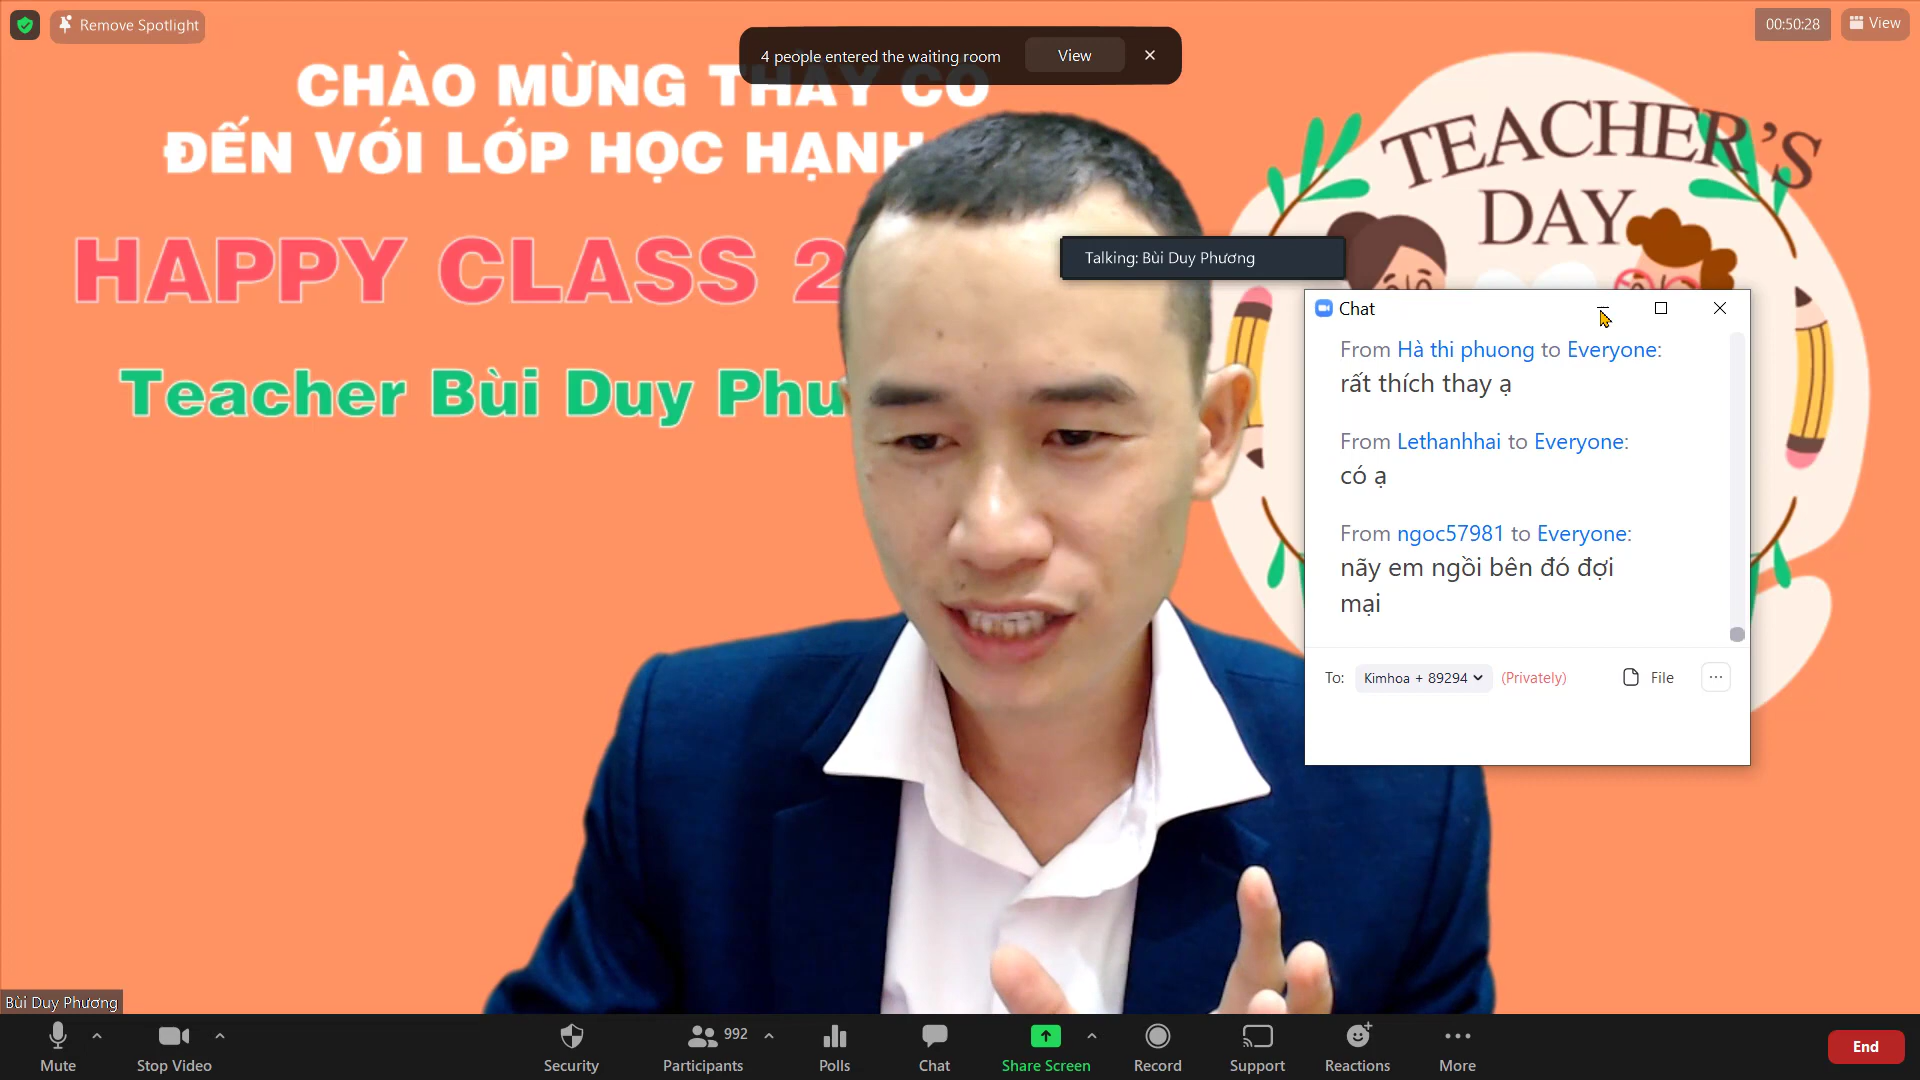 Remove Spotlight
4 people entered the waiting room
View
00:50:28
View
CHÀO MỪNG THẦY CÔ
ĐẾN VỚI LỚP HỌC HẠNH
HAPPY CLASS 2
Teacher Bùi Duy Phư
TEACHER'S
DAY
Talking: Bùi Duy Phương
Chat
From Hà thi phuong to Everyone:
rất thích thay ạ
From Lethanhhai to Everyone:
có ạ
From ngoc57981 to Everyone:
nãy em ngồi bên đó đợi
mại
To: Kimhoa + 89294 (Privately) File
Bùi Duy Phương
Mute
Stop Video
Security
992
Participants
Polls
Chat
Share Screen
Record
Support
Reactions
More
End